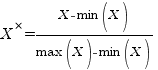 X^× = (X-min(X)) / (max(X)-min(X))